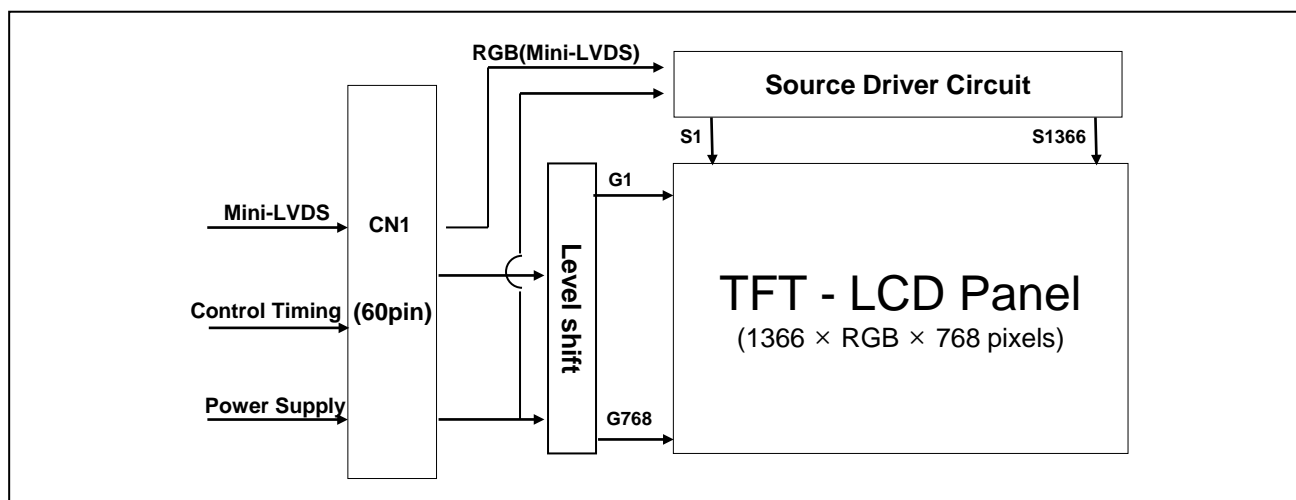 RGB(Mini-LVDS)
Source Driver Circuit
S1
S1366
G1
Mini-LVDS
CN1
Level shift
TFT - LCD Panel
(1366 × RGB × 768 pixels)
Control Timing
(60pin)
Power Supply
G768